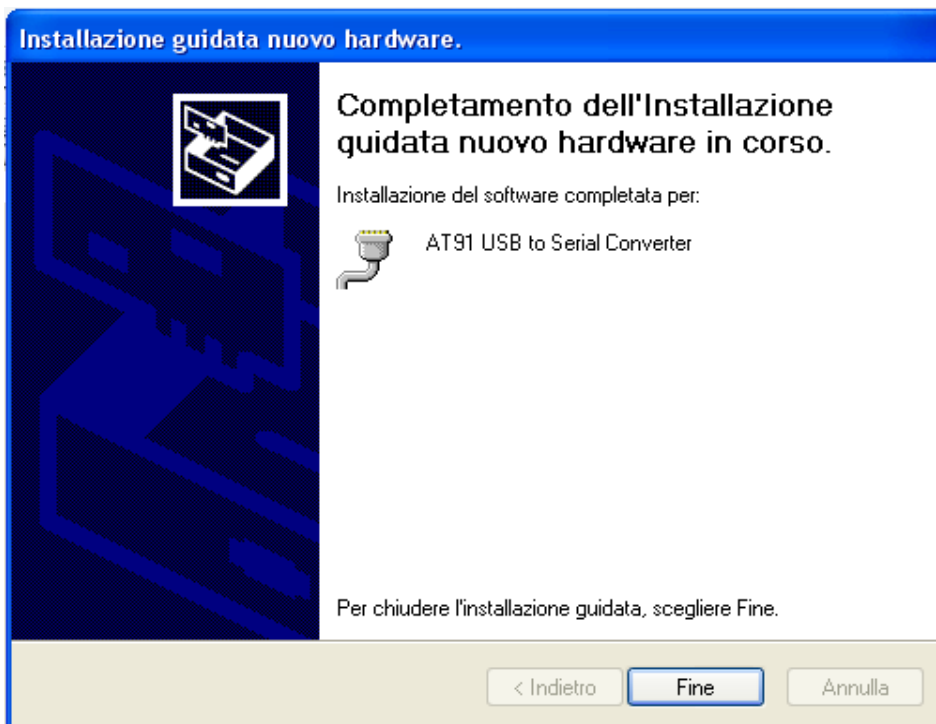 Installazione guidata nuovo hardware.
Completamento dell'Installazione
guidata nuovo hardware in corso.
Installazione del software completata per:
AT91 USB to Serial Converter
Per chiudere l'installazione guidata, scegliere Fine.
< Indietro
Fine
Annulla